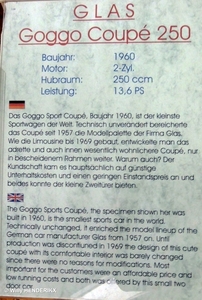 GLAS
Goggo Coupé 250
Baujahr: 1960
Motor: 2-Zyl.
Hubraum: 250 ccm
Leistung: 13,6 PS
Das Goggo Sport Coupé, Baujahr 1960, ist der kleinste
Sportwagen der Welt. Technisch unverändert bereicherte
das Coupé seit 1957 die Modellpalette der Firma Glas.
Wie die Limousine bis 1969 gebaut, entwickelte man das
adrette und auch innen wesentlich wohnlichere Coupé, nur
in bescheidenem Rahmen weiter. Warum auch? Der
Kundschaft kam es hauptsächlich auf günstige
Unterhaltskosten und einen geringen Einstandspreis an und
beides konnte der kleine Zweitürer bieten.
The Goggo Sports Coupé, the specimen shown her was
built in 1960, is the smallest sports car in the world.
Technically unchanged, it enriched the model lineup of the
German car manufacturer Glas from 1957 on. Until
production was discontinued in 1969 the design of this cute
coupé with its comfortable interior was barely changed
since there were no reasons for modifications. Most
important for the customers were an affordable price and
low running costs and both was offered by this small two
door car.